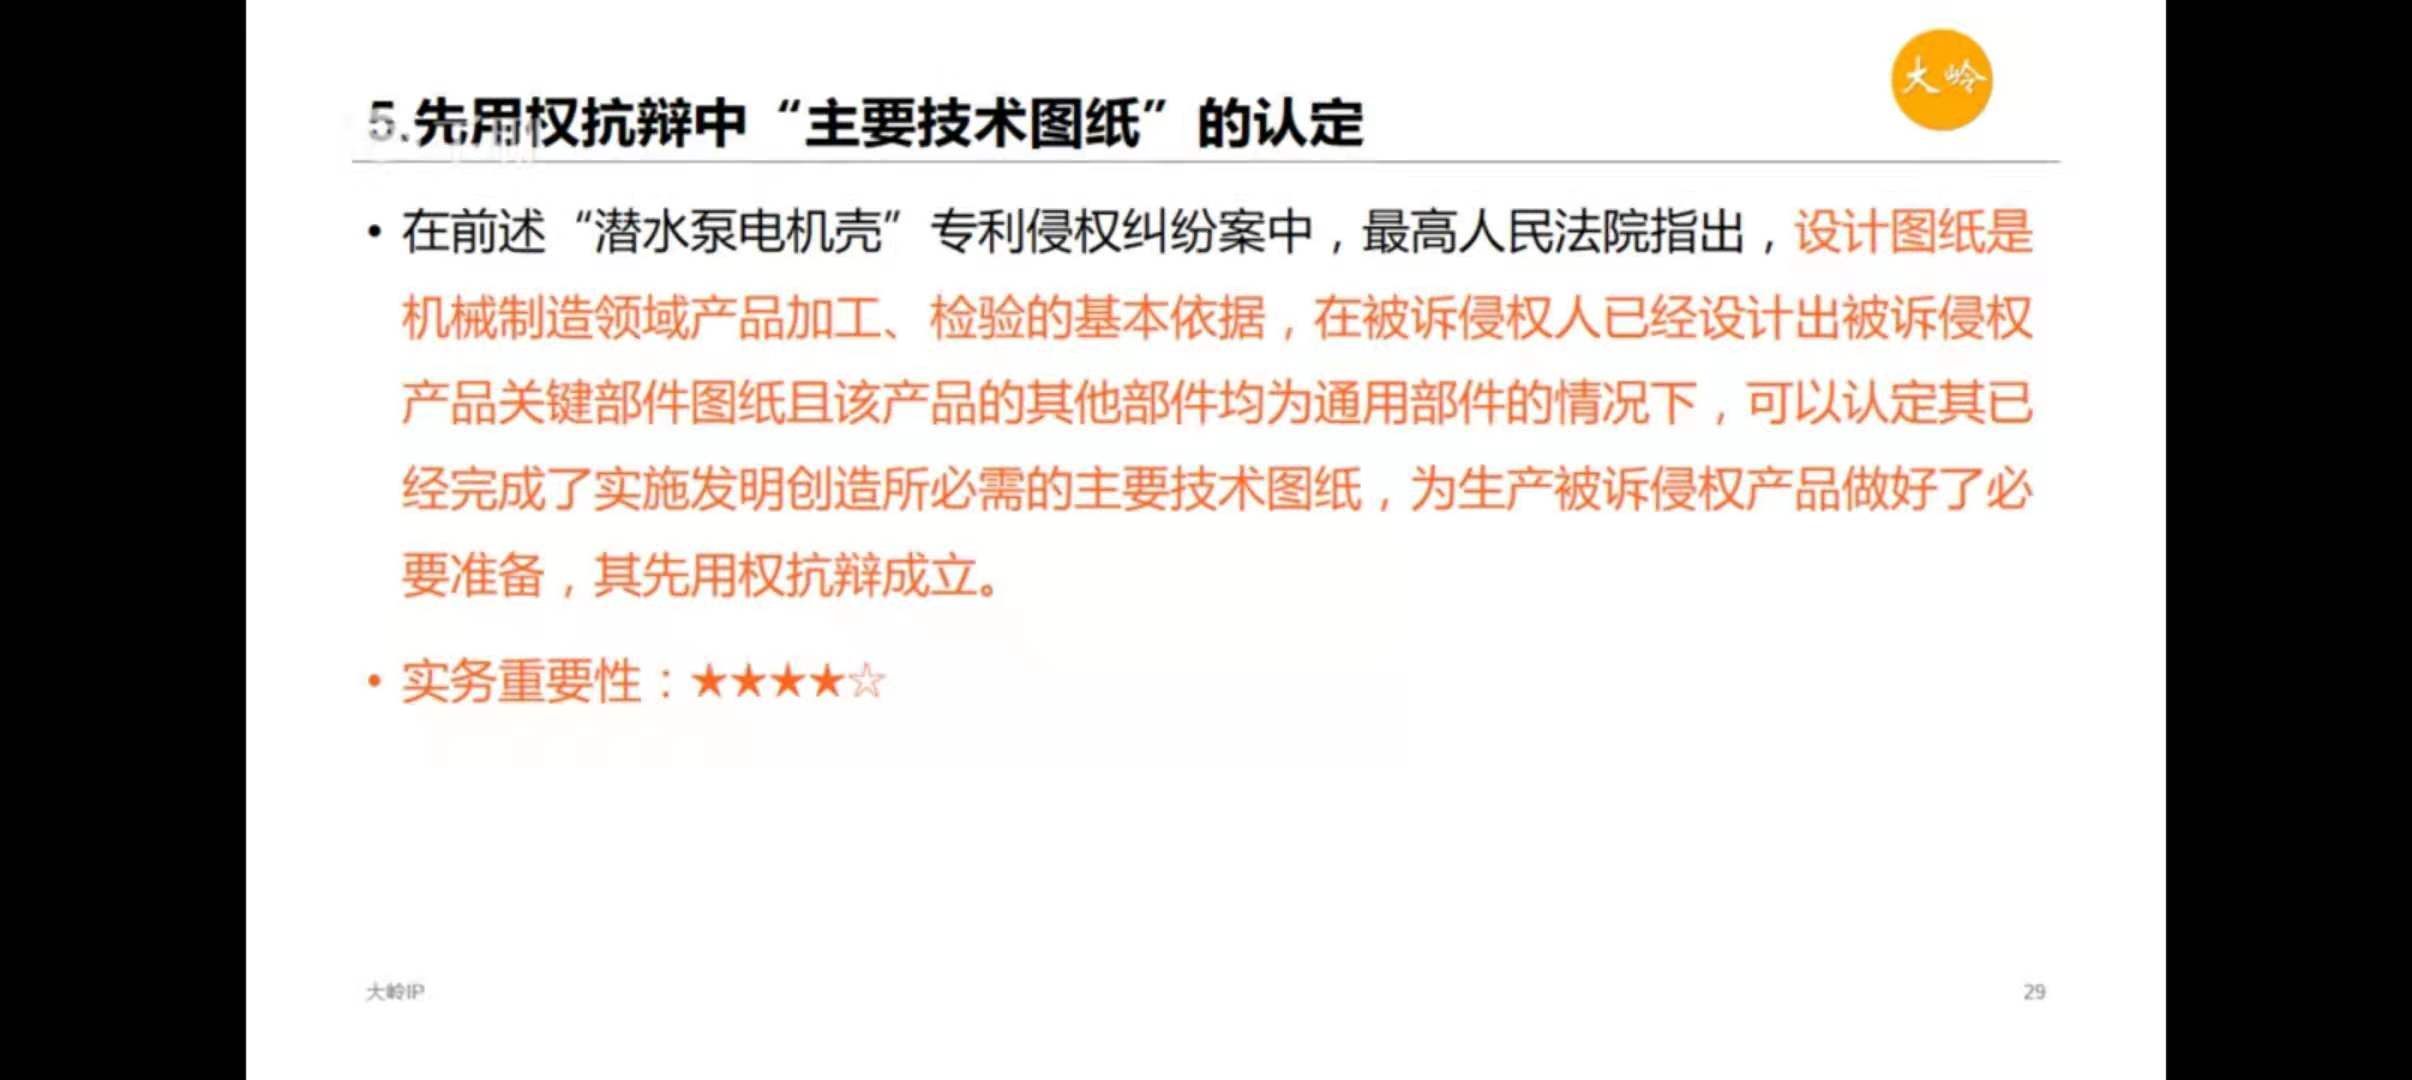 大岭
5.先用权抗辩中“主要技术图纸”的认定
• 在前述“潜水泵电机壳”专利侵权纠纷案中，最高人民法院指出，设计图纸是
机械制造领域产品加工、检验的基本依据，在被诉侵权人已经设计出被诉侵权
产品关键部件图纸且该产品的其他部件均为通用部件的情况下，可以认定其已
经完成了实施发明创造所必需的主要技术图纸，为生产被诉侵权产品做好了必
要准备，其先用权抗辩成立。
• 实务重要性：★★★★☆
大岭IP
29